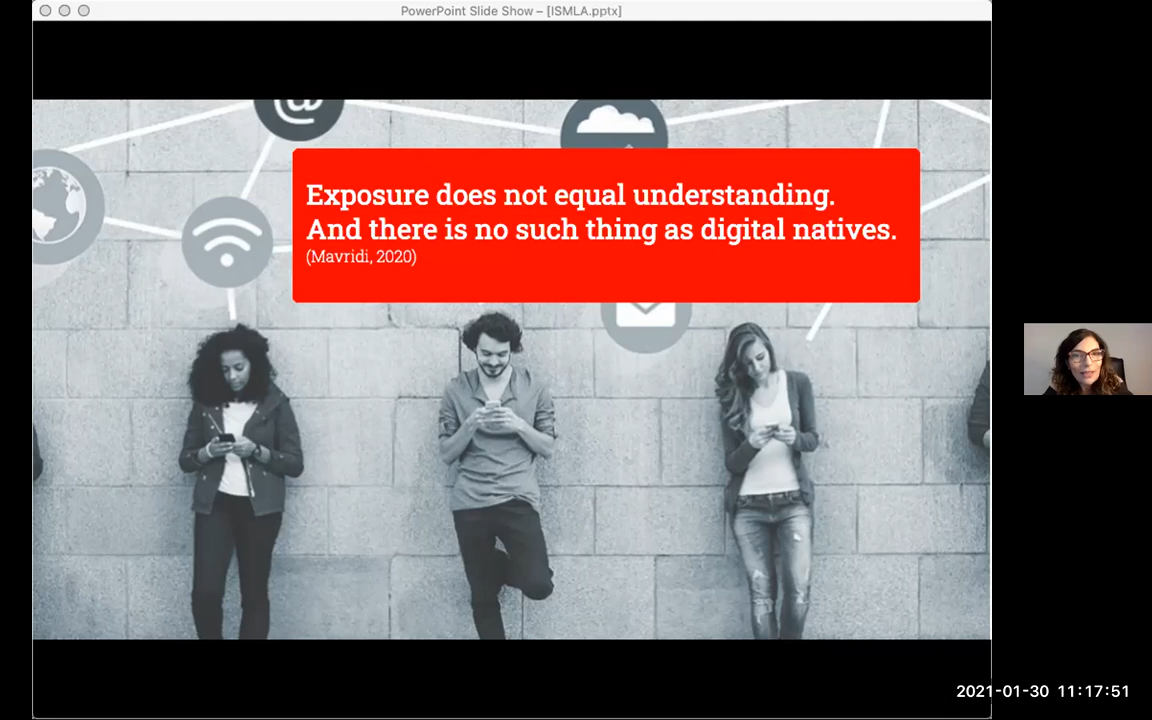 PowerPoint Slide Show – [ISMLA.pptx]
@
Exposure does not equal understanding.
And there is no such thing as digital natives.
(Mavridi, 2020)
2021-01-30 11:17:51